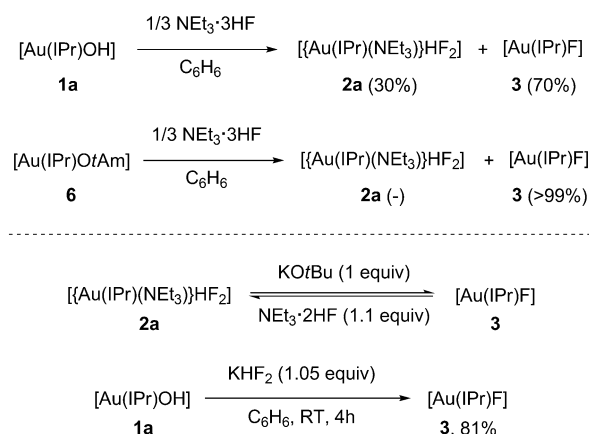 1/3 NEt3·3HF
[Au(IPr)OH] C6H6 [{Au(IPr)(NEt3)}HF2] + [Au(IPr)F]
1a 2a (30%) 3 (70%)
1/3 NEt3·3HF
[Au(IPr)OtAm] C6H6 [{Au(IPr)(NEt3)}HF2] + [Au(IPr)F]
6 2a (-) 3 (>99%)
KOtBu (1 equiv)
[{Au(IPr)(NEt3)}HF2] [Au(IPr)F]
2a NEt3·2HF (1.1 equiv) 3
KHF2 (1.05 equiv)
[Au(IPr)OH] [Au(IPr)F]
1a C6H6, RT, 4h 3, 81%